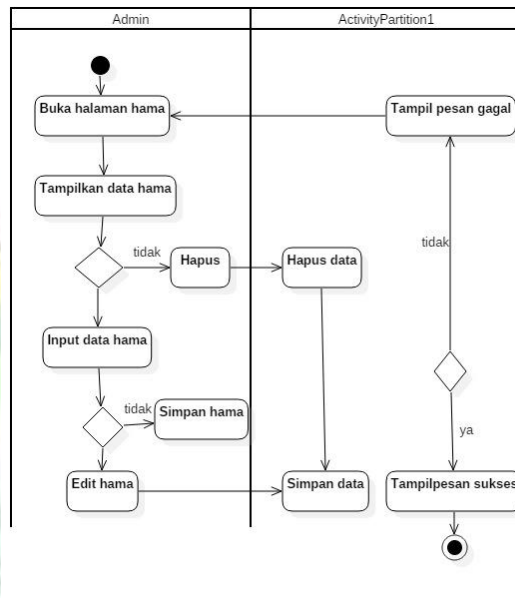 Admin
ActivityPartition1
Buka halaman hama
Tampil pesan gagal
Tampilkan data hama
tidak
tidak
Hapus
Hapus data
Input data hama
tidak
Simpan hama
ya
Edit hama
Simpan data
Tampilpesan sukses